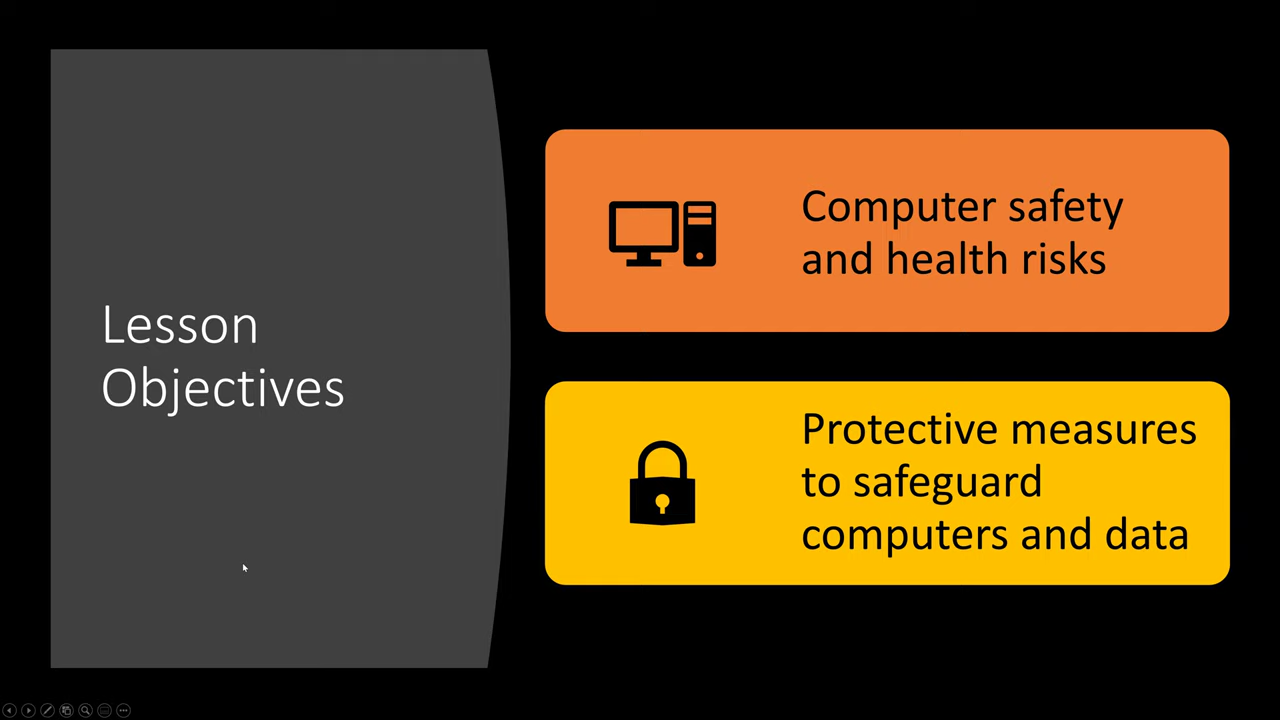 Lesson
Objectives
Computer safety
and health risks
Protective measures
to safeguard
computers and data